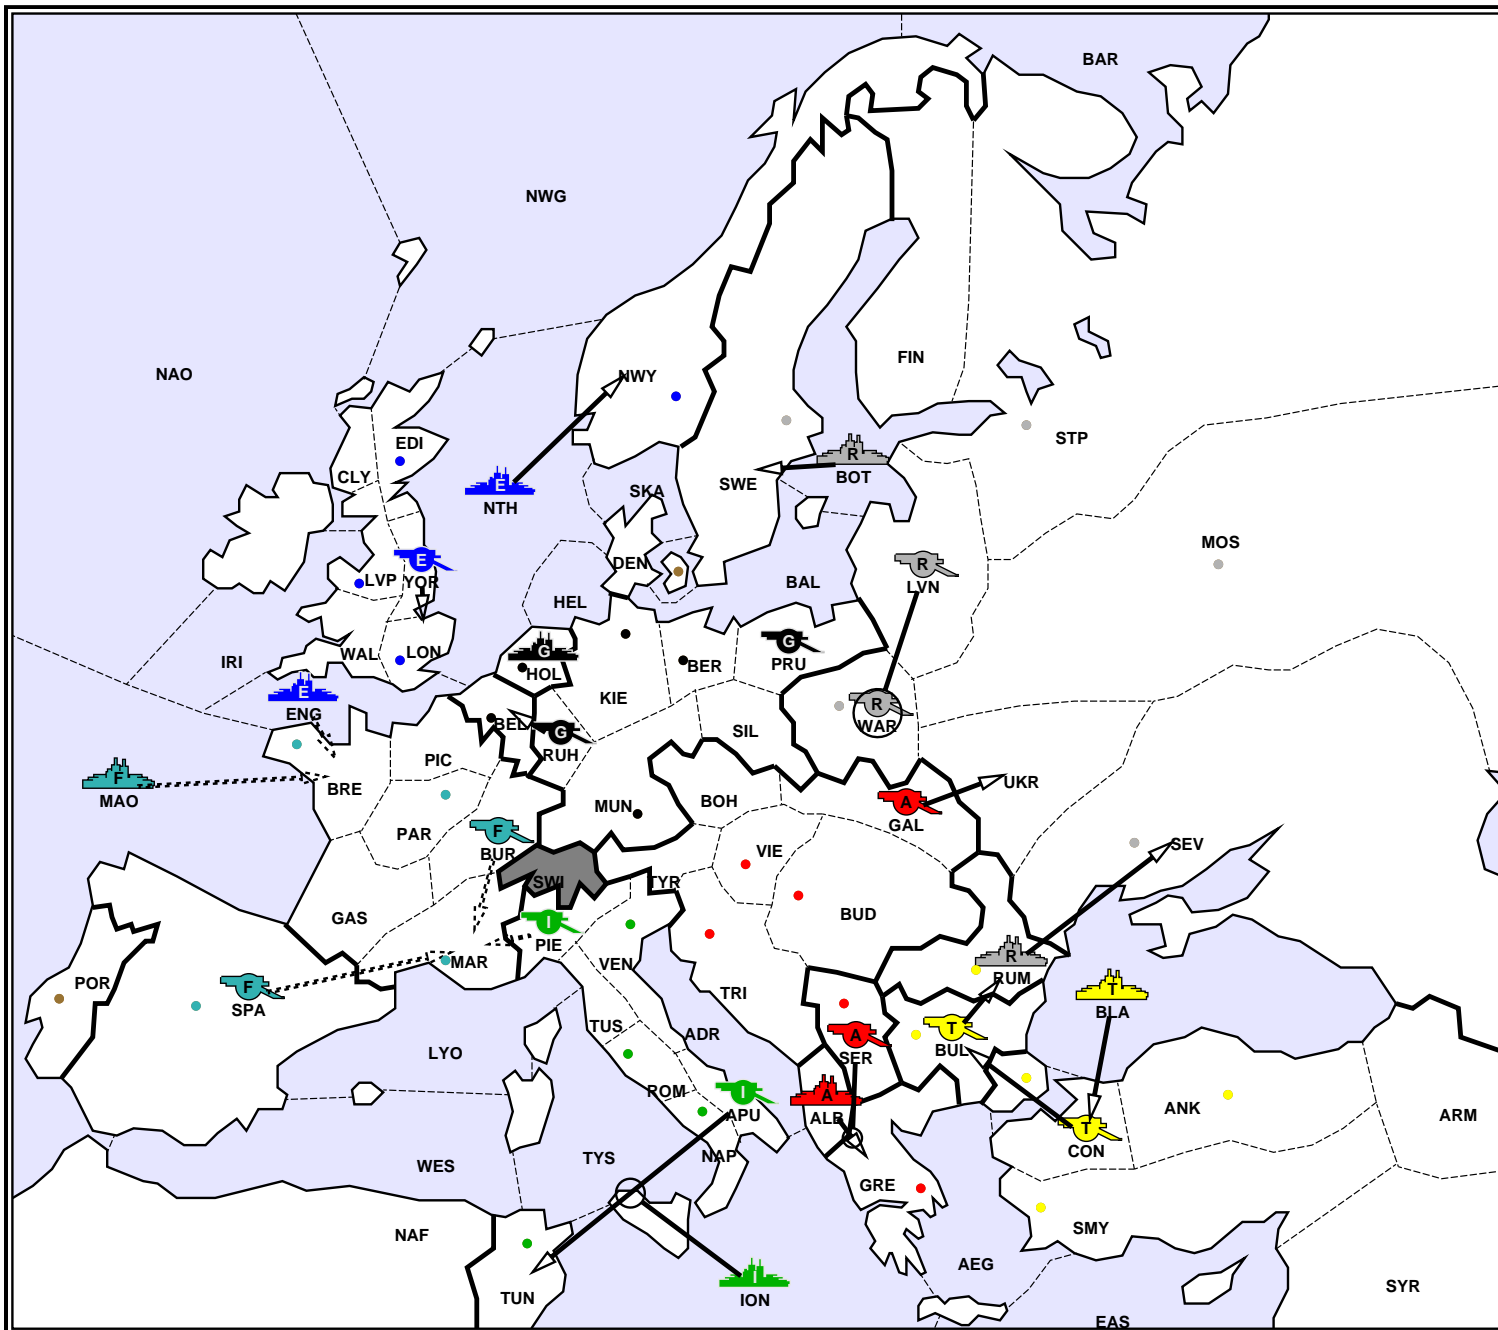 BAR
NWG
NAO
NWY
FIN
EDI
STP
CLY
SWE
R
BOT
E
NTH
SKA
MOS
E
YOR
LVP
DEN
R
LVN
BAL
HEL
G
HOL
G
PRU
WAL
LON
IRI
BER
KIE
E
ENG
R
WAR
BEL
G
RUH
SIL
PIC
F
MAO
BRE
UKR
A
GAL
BOH
MUN
PAR
F
BUR
SEV
VIE
SWI
TYR
BUD
GAS
I
PIE
MAR
VEN
R
RUM
POR
F
SPA
TRI
T
BLA
TUS
ADR
T
BUL
LYO
A
SER
ROM
I
APU
A
ALB
ANK
ARM
T
CON
NAP
TYS
WES
GRE
SMY
NAF
AEG
SYR
I
ION
TUN
EAS